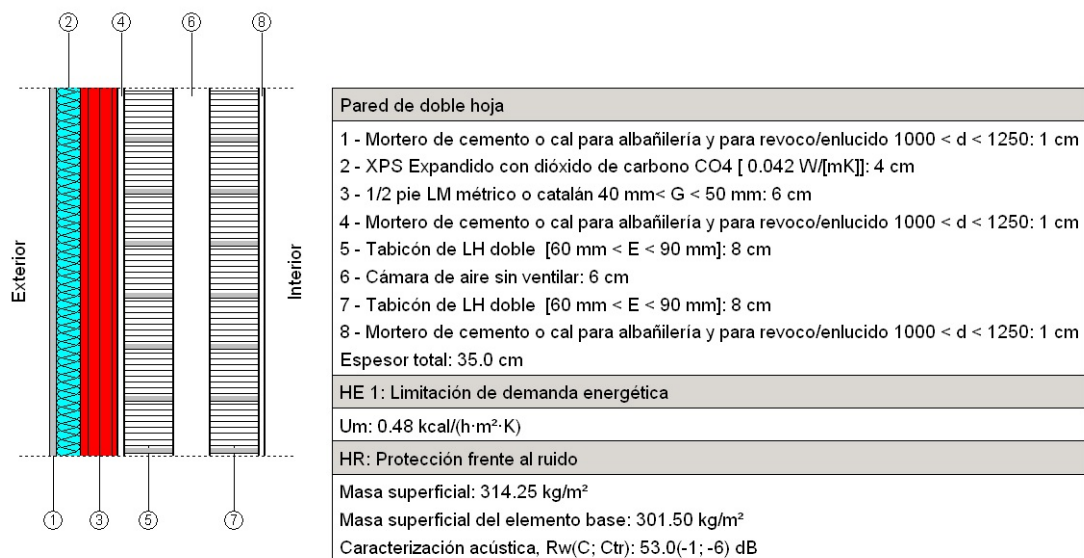 2
4
6
8
Exterior
Interior
1
3
5
7
Pared de doble hoja
1 - Mortero de cemento o cal para albañilería y para revoco/enlucido 1000 < d < 1250: 1 cm
2 - XPS Expandido con dióxido de carbono CO4 [ 0.042 W/[mK]]: 4 cm
3 - 1/2 pie LM métrico o catalán 40 mm< G < 50 mm: 6 cm
4 - Mortero de cemento o cal para albañilería y para revoco/enlucido 1000 < d < 1250: 1 cm
5 - Tabicón de LH doble [60 mm < E < 90 mm]: 8 cm
6 - Cámara de aire sin ventilar: 6 cm
7 - Tabicón de LH doble [60 mm < E < 90 mm]: 8 cm
8 - Mortero de cemento o cal para albañilería y para revoco/enlucido 1000 < d < 1250: 1 cm
Espesor total: 35.0 cm
HE 1: Limitación de demanda energética
Um: 0.48 kcal/(h·m²·K)
HR: Protección frente al ruido
Masa superficial: 314.25 kg/m²
Masa superficial del elemento base: 301.50 kg/m²
Caracterización acústica, Rw(C; Ctr): 53.0(-1; -6) dB